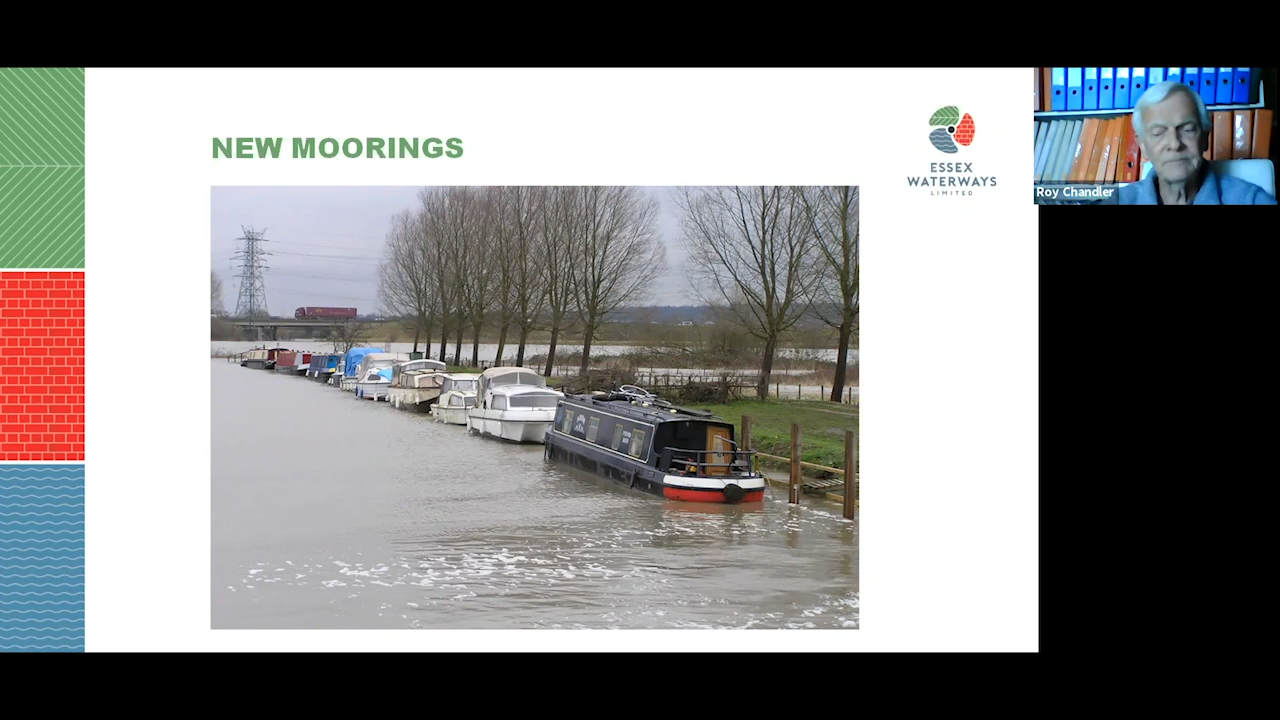 NEW MOORINGS
ESSEX
WATERWAYS
LIMITED
Roy Chandler